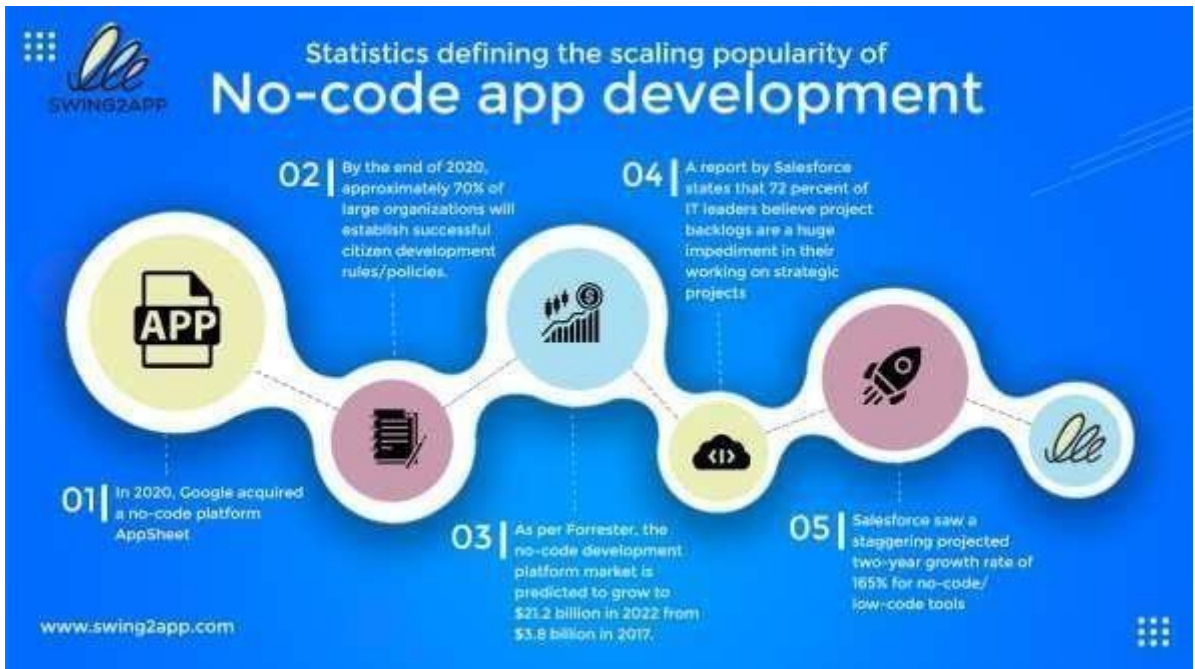 SWING2APP
Statistics defining the scaling popularity of
No-code app development
01
In 2020, Google acquired
a no-code platform
AppSheet
02
By the end of 2020,
approximately 70% of
large organizations will
establish successful
citizen development
rules/policies.
03
As per Forrester, the
no-code development
platform market is
predicted to grow to
$21.2 billion in 2022 from
$3.8 billion in 2017.
04
A report by Salesforce
states that 72 percent of
IT leaders believe project
backlogs are a huge
impediment in their
working on strategic
projects
05
Salesforce saw a
staggering projected
two-year growth rate of
165% for no-code/
low-code tools
APP
www.swing2app.com